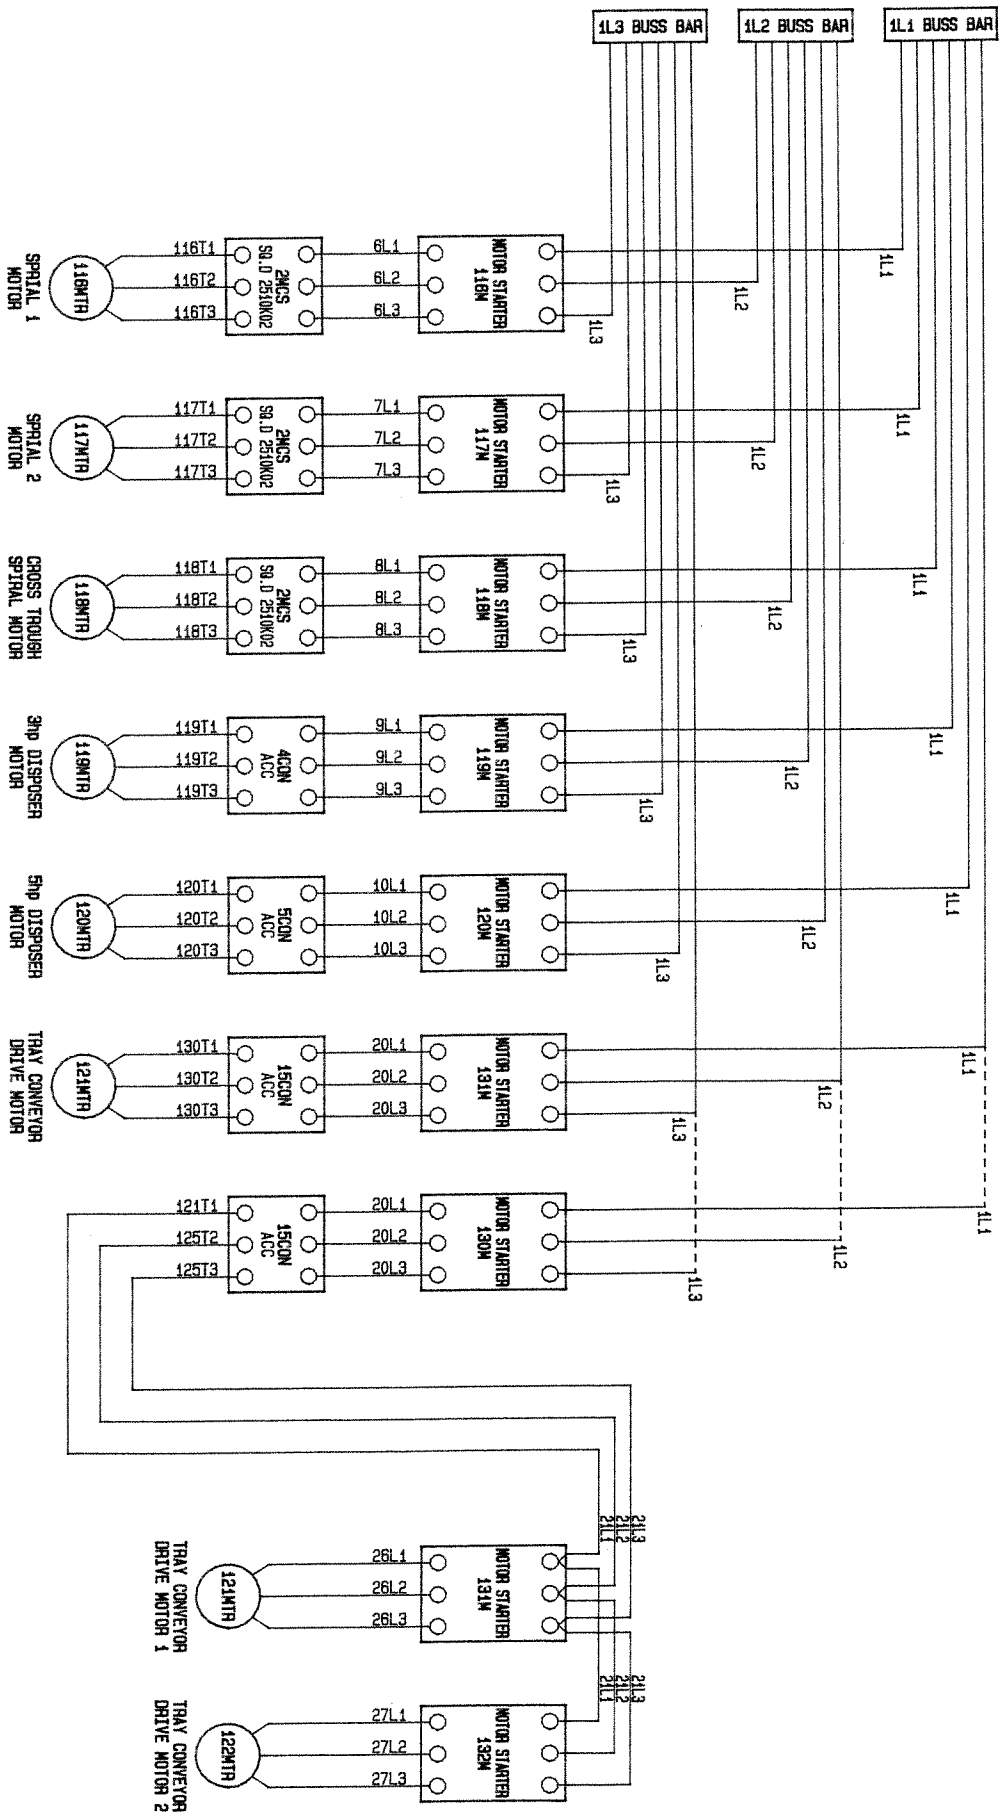 1L3 BUSS BAR
1L2 BUSS BAR
1L1 BUSS BAR
1L1
1L2
1L3
MOTOR STARTER
116M
6L1
6L2
6L3
2MCS
SQ.D 2510K02
116T1
116T2
116T3
116MTR
SPRIAL 1
MOTOR
1L1
1L2
1L3
MOTOR STARTER
117M
7L1
7L2
7L3
2MCS
SQ.D 2510K02
117T1
117T2
117T3
117MTR
SPRIAL 2
MOTOR
1L1
1L2
1L3
MOTOR STARTER
118M
8L1
8L2
8L3
2MCS
SQ.D 2510K02
118T1
118T2
118T3
118MTR
CROSS TROUGH
SPIRAL MOTOR
1L1
1L2
1L3
MOTOR STARTER
119M
9L1
9L2
9L3
4CON
ACC
119T1
119T2
119T3
119MTR
3hp DISPOSER
MOTOR
1L1
1L2
1L3
MOTOR STARTER
120M
10L1
10L2
10L3
5CON
ACC
120T1
120T2
120T3
120MTR
5hp DISPOSER
MOTOR
1L1
1L2
1L3
MOTOR STARTER
131M
20L1
20L2
20L3
15CON
ACC
130T1
130T2
130T3
121MTR
TRAY CONVEYOR
DRIVE MOTOR
1L1
1L2
1L3
MOTOR STARTER
130M
20L1
20L2
20L3
15CON
ACC
121T1
125T2
125T3
21L3
21L2
21L1
MOTOR STARTER
131M
26L1
26L2
26L3
121MTR
TRAY CONVEYOR
DRIVE MOTOR 1
21L3
21L2
21L1
MOTOR STARTER
132M
27L1
27L2
27L3
122MTR
TRAY CONVEYOR
DRIVE MOTOR 2